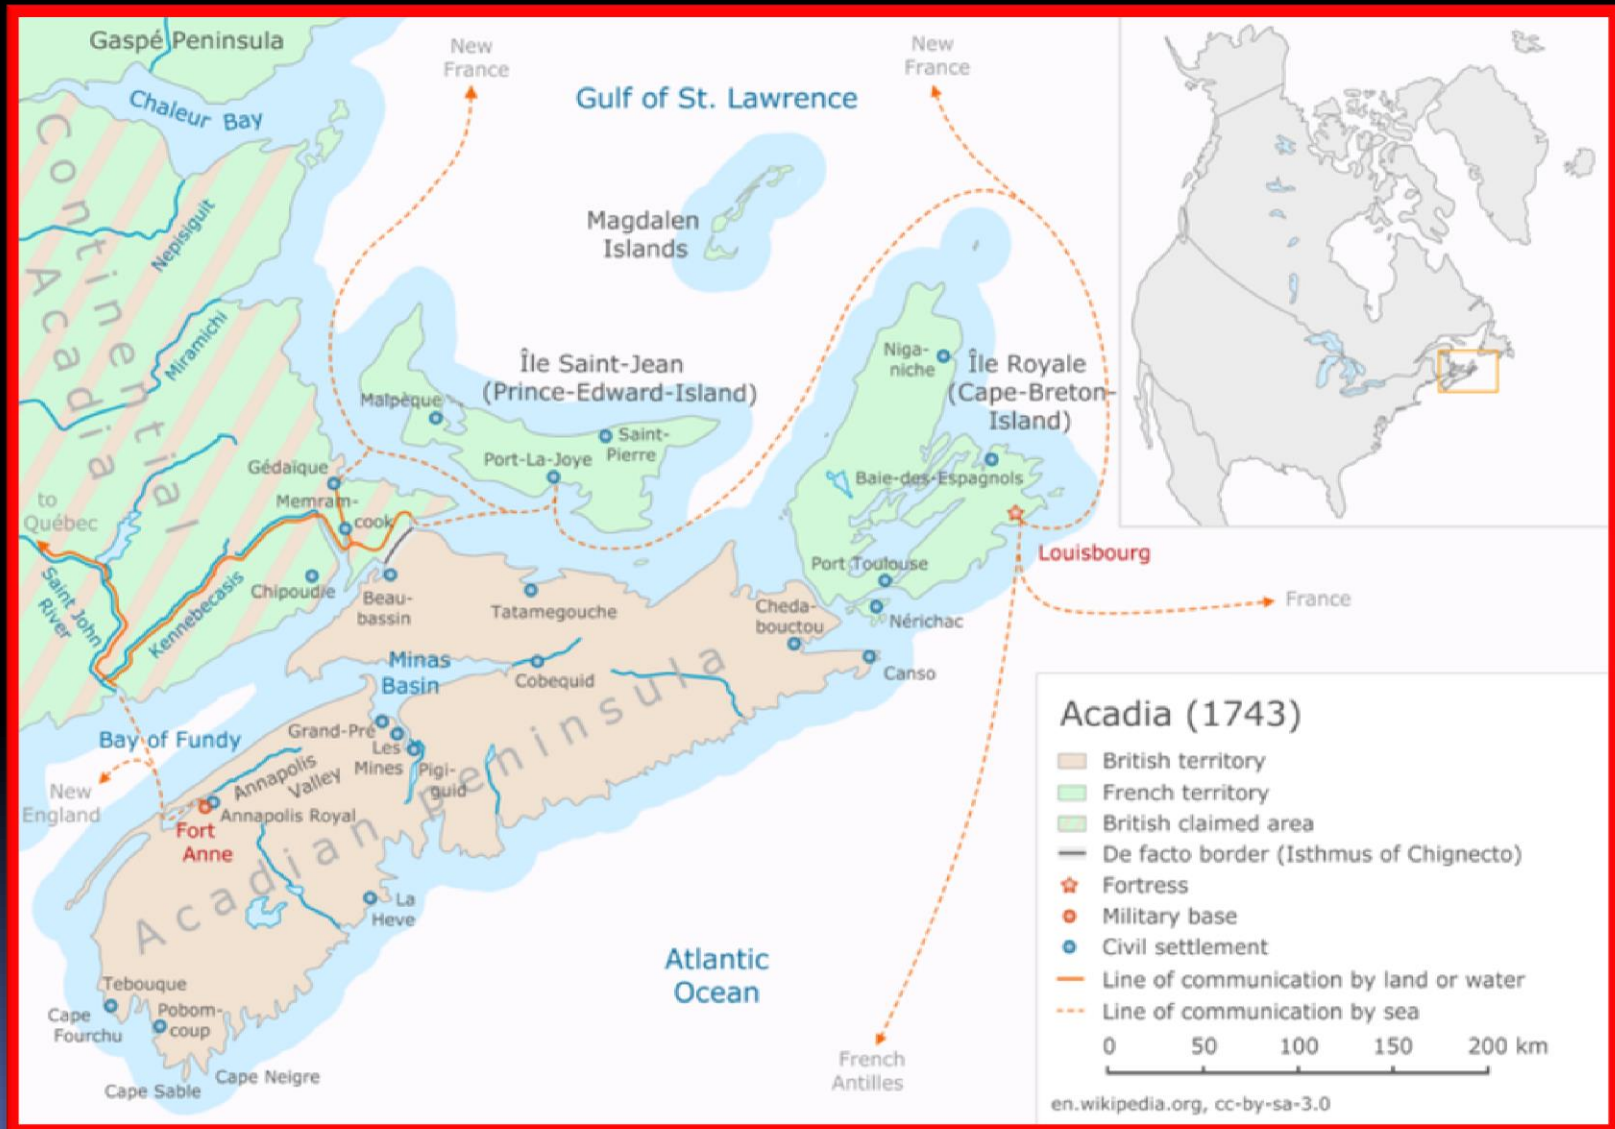 Gaspé Peninsula
New
France
New
France
Gulf of St. Lawrence
Chaleur Bay
Continental
Acadia
Nepisiguit
Magdalen
Islands
Miramichi
Île Saint-Jean
(Prince-Edward-Island)
Niga-
niche
Île Royale
(Cape-Breton-
Island)
Malpèque
Saint-
Pierre
Port-La-Joye
Gédaïque
Baie-des-Espagnols
Memram-
cook
to
Québec
Louisbourg
Port Toulouse
Saint John
River
Kennebecasis
Chipoudie
Beau-
bassin
Tatamegouche
Cheda-
bouctou
Nérichac
France
Minas
Basin
Cobequid
Canso
Acadian peninsula
Bay of Fundy
Grand-Pré
Les
Mines
Pigi-
guid
Annapolis
Valley
New
England
Annapolis Royal
Fort
Anne
La
Heve
Atlantic
Ocean
Tebouque
Cape
Fourchu
Pobom-
coup
Cape Neigre
Cape Sable
French
Antilles
Acadia (1743)
British territory
French territory
British claimed area
De facto border (Isthmus of Chignecto)
Fortress
Military base
Civil settlement
Line of communication by land or water
Line of communication by sea
0 50 100 150 200 km
en.wikipedia.org, cc-by-sa-3.0